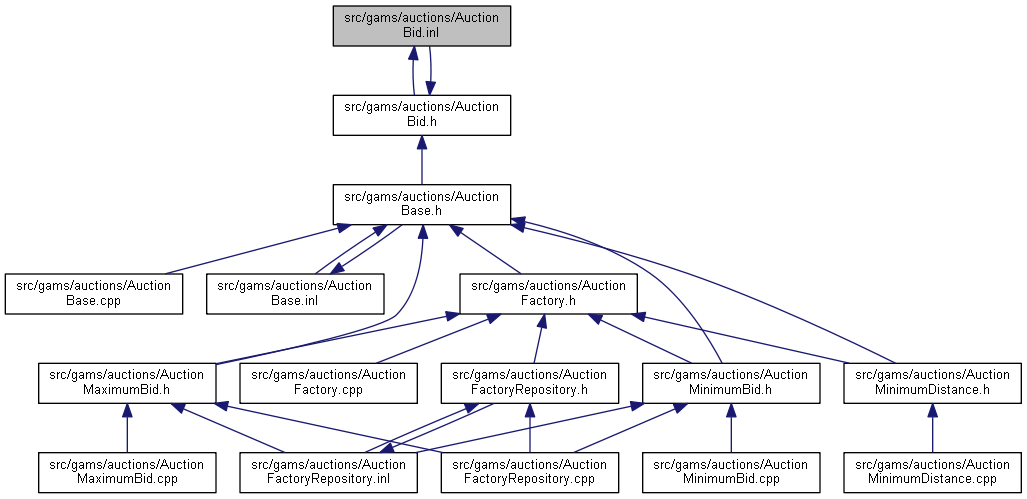 src/gams/auctions/Auction
Bid.inl
src/gams/auctions/Auction
Bid.h
src/gams/auctions/Auction
Base.h
src/gams/auctions/Auction
Base.cpp
src/gams/auctions/Auction
Base.inl
src/gams/auctions/Auction
Factory.h
src/gams/auctions/Auction
MaximumBid.h
src/gams/auctions/Auction
Factory.cpp
src/gams/auctions/Auction
FactoryRepository.h
src/gams/auctions/Auction
MinimumBid.h
src/gams/auctions/Auction
MinimumDistance.h
src/gams/auctions/Auction
MaximumBid.cpp
src/gams/auctions/Auction
FactoryRepository.inl
src/gams/auctions/Auction
FactoryRepository.cpp
src/gams/auctions/Auction
MinimumBid.cpp
src/gams/auctions/Auction
MinimumDistance.cpp